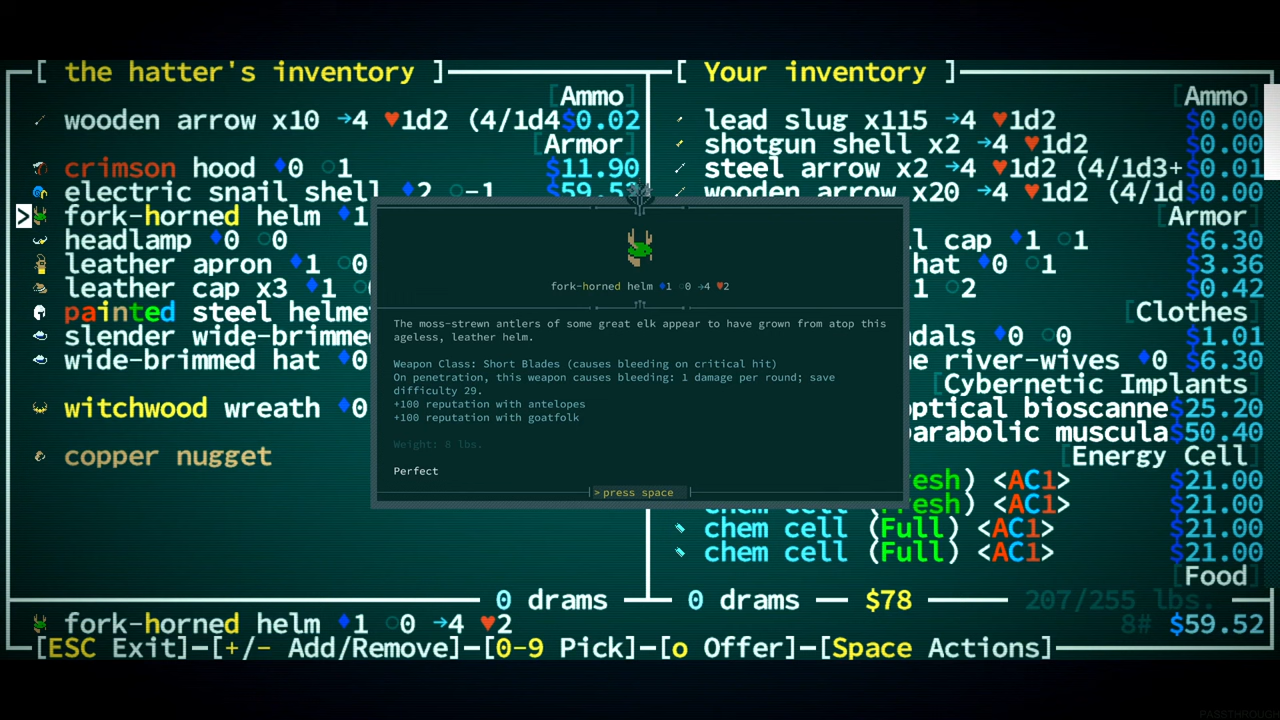 [ the hatter's inventory ]
[Ammo]
wooden arrow x10 →4 ♥1d2 (4/1d4 $0.02
[Armor]
crimson hood ♦0 ○1 $11.90
electric snail shell ♦2 ○-1 $59.52
> fork-horned helm ♦1
headlamp ♦0 ○0
leather apron ♦1 ○0
leather cap x3 ♦1
painted steel helme
slender wide-brimme
wide-brimmed hat ♦0
witchwood wreath ♦0
copper nugget
0 drams
[ Your inventory ]
[Ammo]
lead slug x115 →4 ♥1d2 $0.00
shotgun shell x2 →4 ♥1d2 $0.00
steel arrow x2 →4 ♥1d2 (4/1d3+ $0.01
wooden arrow x20 →4 ♥1d2 (4/1d $0.00
[Armor]
cap ♦1 ○1 $6.30
hat ♦0 ○1 $3.36
1 ○2 $0.42
[Clothes]
dals ♦0 ○0 $1.01
e river-wives ♦0 $6.30
[Cybernetic Implants]
optical bioscanne $25.20
parabolic muscula $50.40
[Energy Cell]
esh) <AC1> $21.00
chem cell (Fresh) <AC1> $21.00
chem cell (Full) <AC1> $21.00
chem cell (Full) <AC1> $21.00
[Food]
0 drams — $78 207/255 lbs.
fork-horned helm ♦1 ○0 →4 ♥2
The moss-strewn antlers of some great elk appear to have grown from atop this
ageless, leather helm.
Weapon Class: Short Blades (causes bleeding on critical hit)
On penetration, this weapon causes bleeding: 1 damage per round; save
difficulty 29.
+100 reputation with antelopes
+100 reputation with goatfolk
Weight: 8 lbs.
Perfect
> press space
fork-horned helm ♦1 ○0 →4 ♥2 8# $59.52
[ESC Exit]—[+/- Add/Remove]—[0-9 Pick]—[o Offer]—[Space Actions]